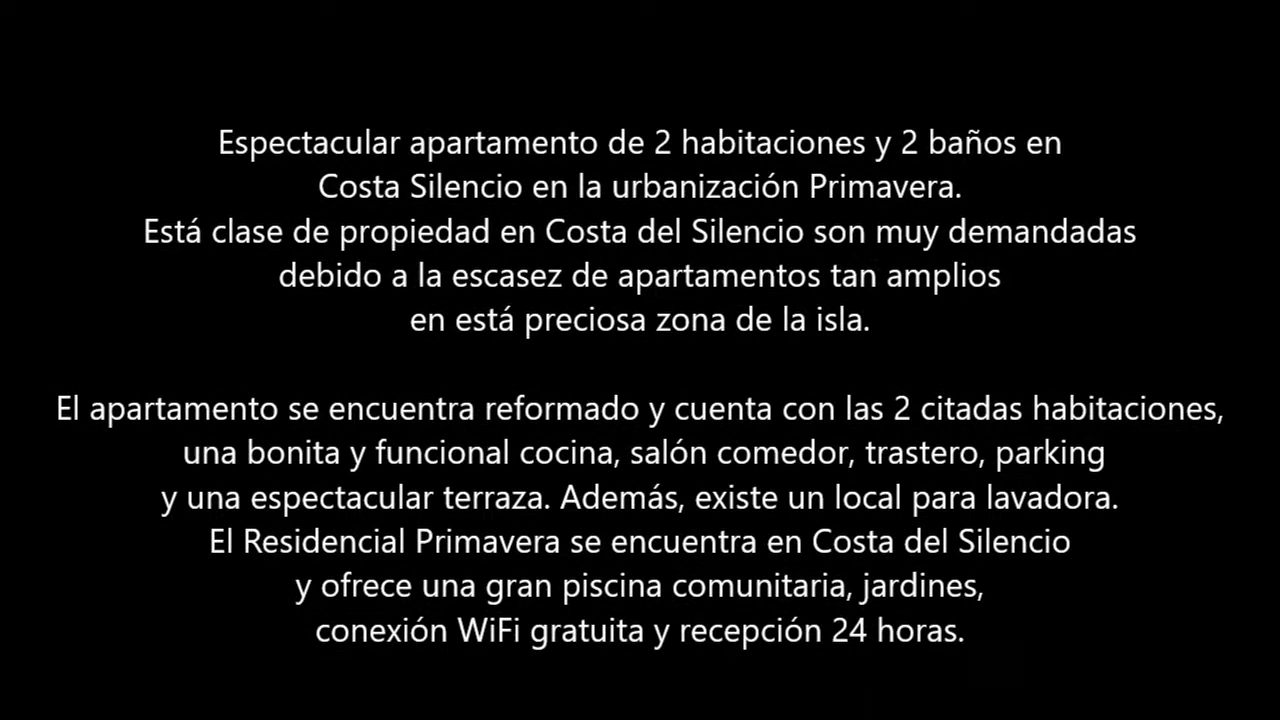 Espectacular apartamento de 2 habitaciones y 2 baños en
Costa Silencio en la urbanización Primavera.
Está clase de propiedad en Costa del Silencio son muy demandadas
debido a la escasez de apartamentos tan amplios
en está preciosa zona de la isla.
El apartamento se encuentra reformado y cuenta con las 2 citadas habitaciones,
una bonita y funcional cocina, salón comedor, trastero, parking
y una espectacular terraza. Además, existe un local para lavadora.
El Residencial Primavera se encuentra en Costa del Silencio
y ofrece una gran piscina comunitaria, jardines,
conexión WiFi gratuita y recepción 24 horas.